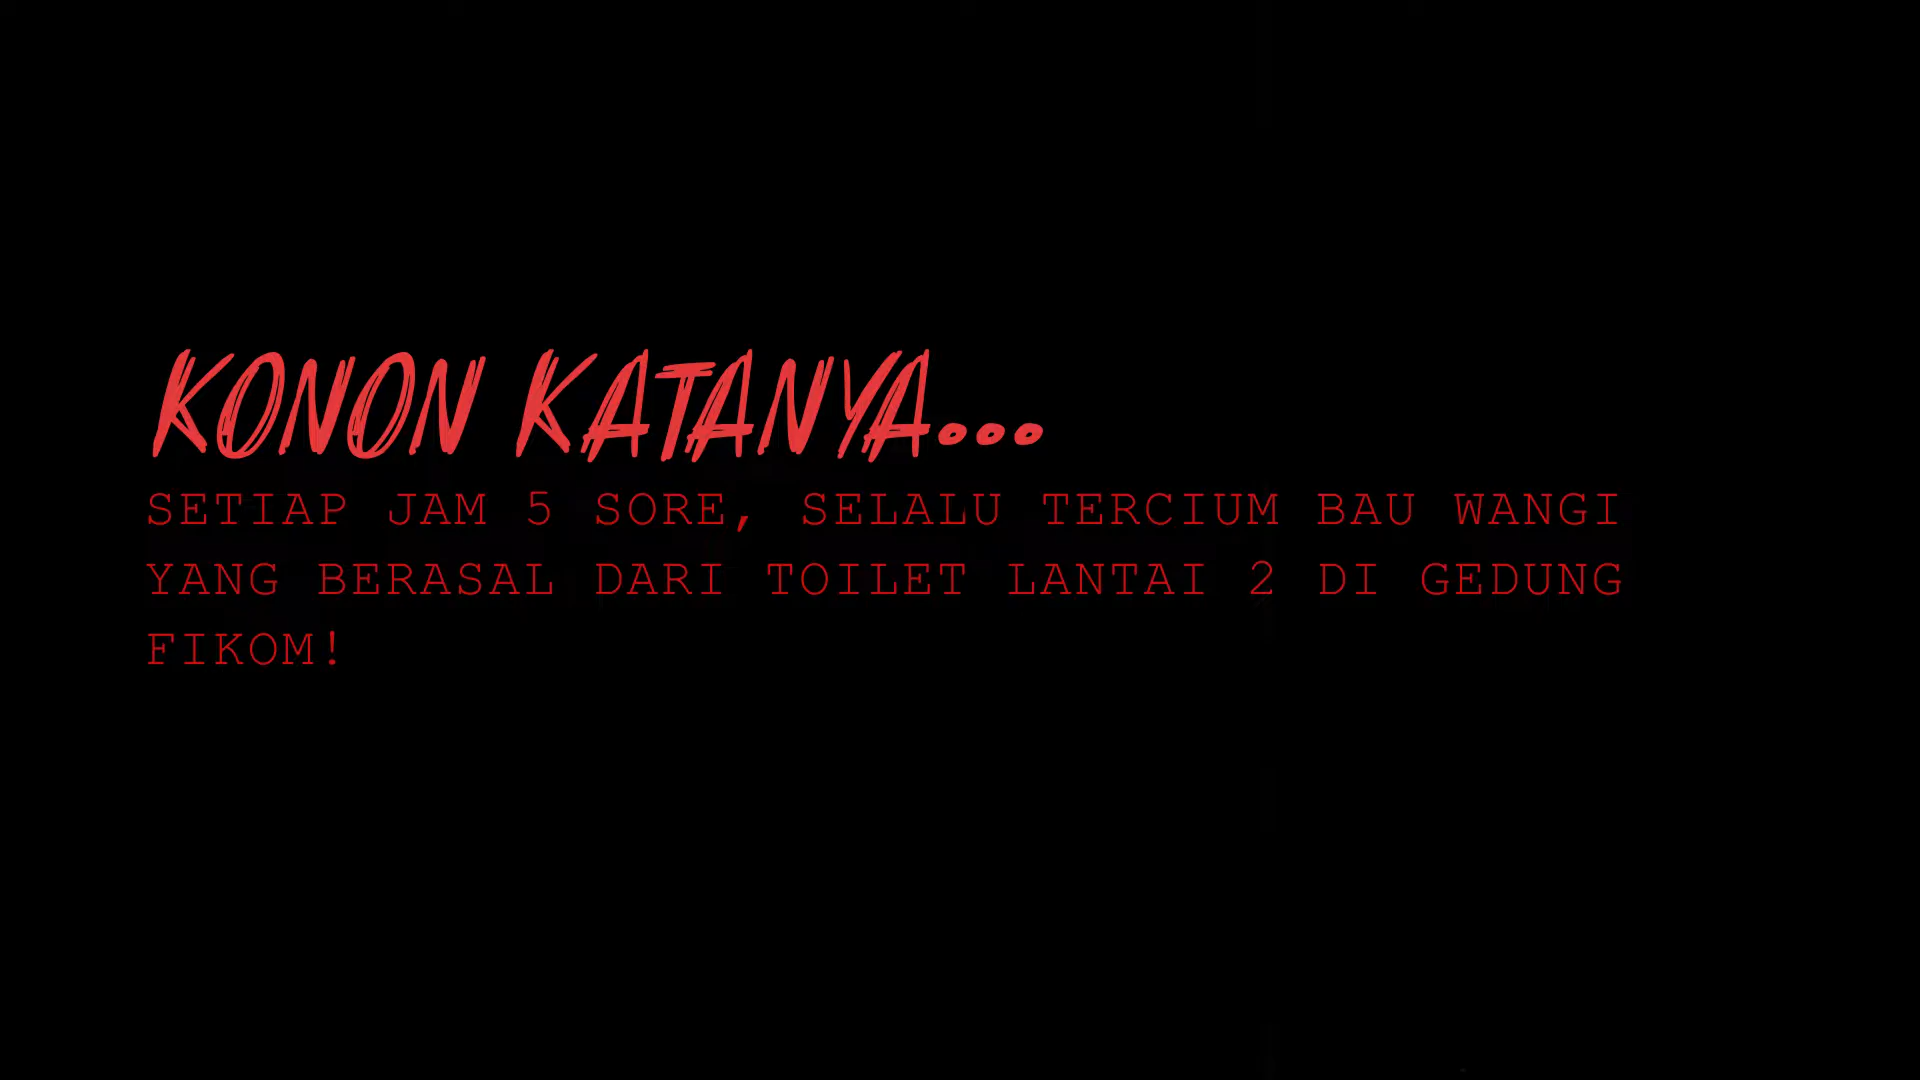 KONON KATANYA...
SETIAP JAM 5 SORE, SELALU TERCIUM BAU WANGI
YANG BERASAL DARI TOILET LANTAI 2 DI GEDUNG
FIKOM!